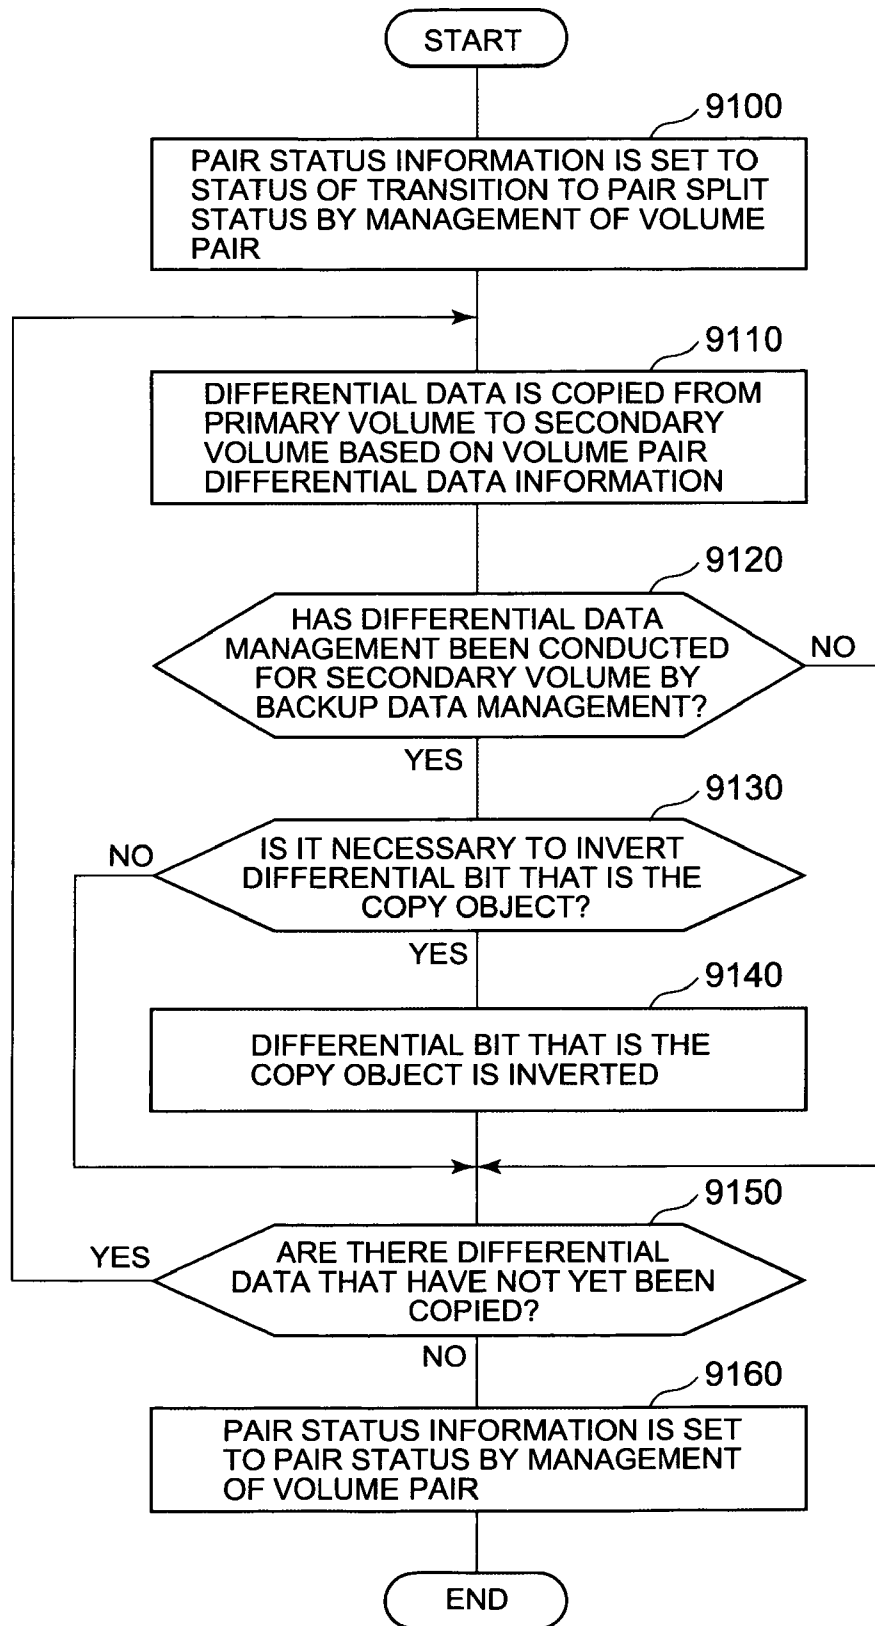 START
9100
PAIR STATUS INFORMATION IS SET TO
STATUS OF TRANSITION TO PAIR SPLIT
STATUS BY MANAGEMENT OF VOLUME
PAIR
9110
DIFFERENTIAL DATA IS COPIED FROM
PRIMARY VOLUME TO SECONDARY
VOLUME BASED ON VOLUME PAIR
DIFFERENTIAL DATA INFORMATION
9120
HAS DIFFERENTIAL DATA
MANAGEMENT BEEN CONDUCTED
FOR SECONDARY VOLUME BY
BACKUP DATA MANAGEMENT?
NO
YES
9130
IS IT NECESSARY TO INVERT
DIFFERENTIAL BIT THAT IS THE
COPY OBJECT?
NO
YES
9140
DIFFERENTIAL BIT THAT IS THE
COPY OBJECT IS INVERTED
9150
ARE THERE DIFFERENTIAL
DATA THAT HAVE NOT YET BEEN
COPIED?
YES
NO
9160
PAIR STATUS INFORMATION IS SET
TO PAIR STATUS BY MANAGEMENT
OF VOLUME PAIR
END